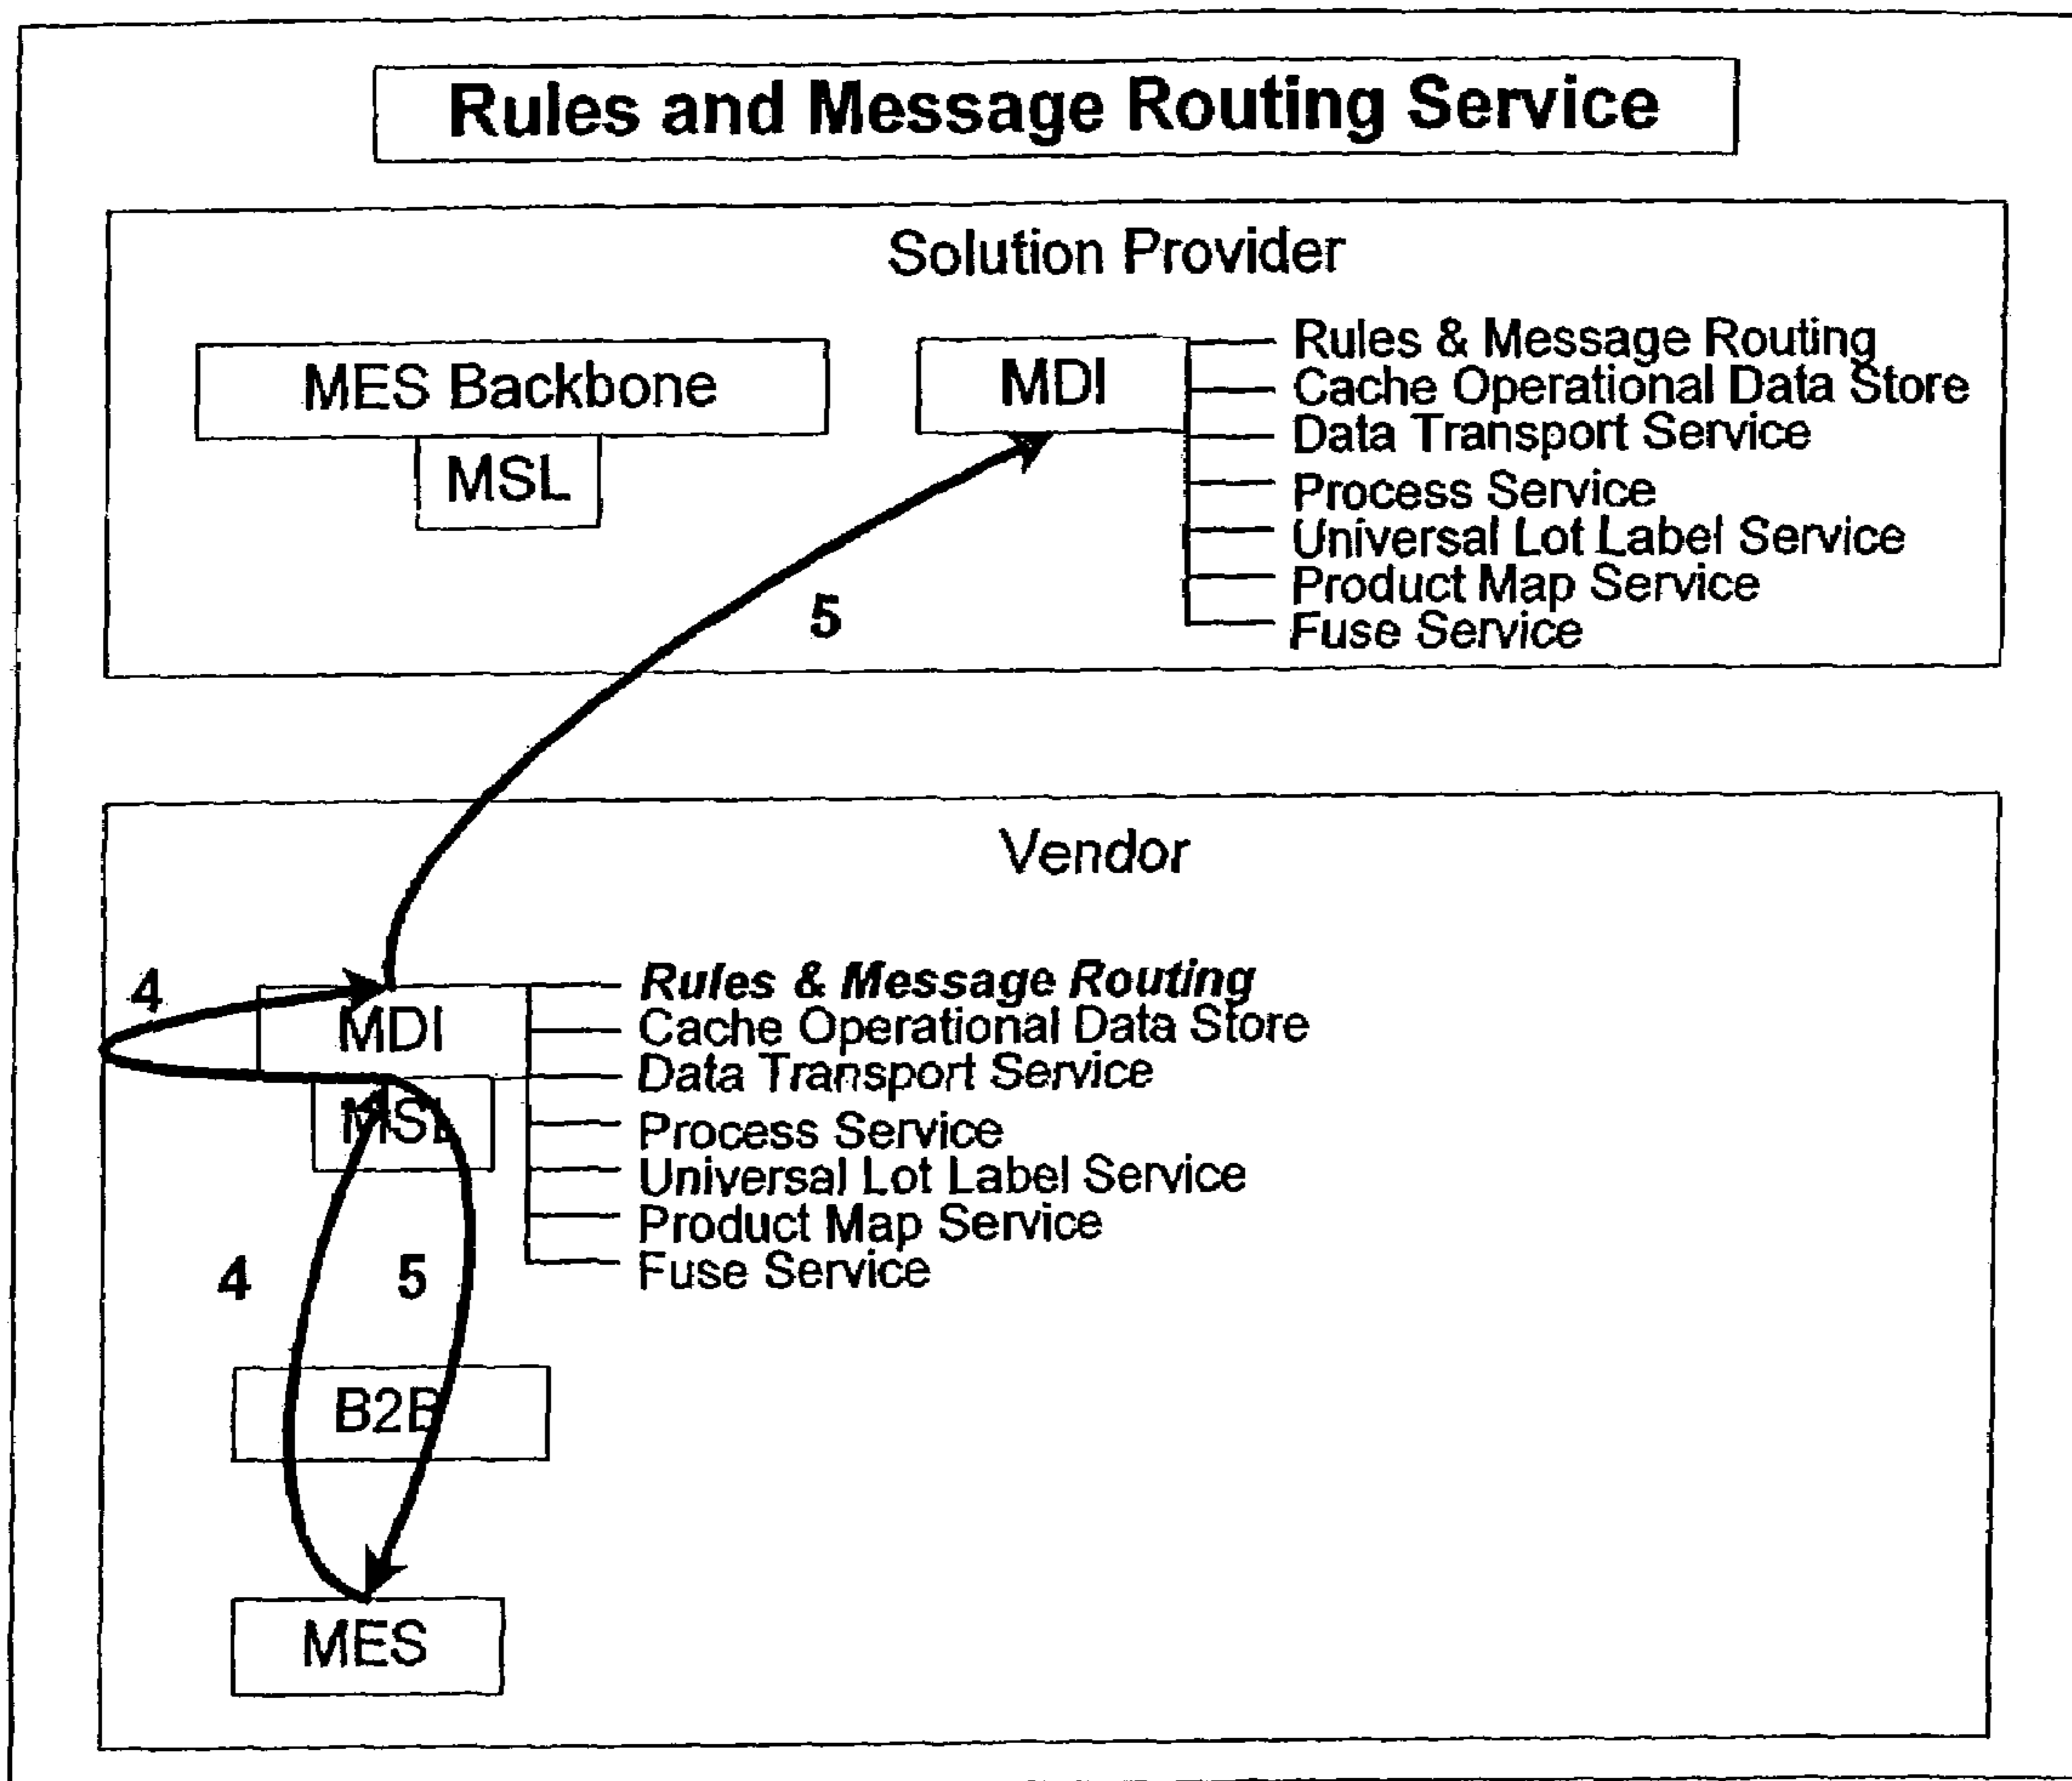 Rules and Message Routing Service
Solution Provider
MES Backbone
MSL
MDI
Rules & Message Routing
Cache Operational Data Store
Data Transport Service
Process Service
Universal Lot Label Service
Product Map Service
Fuse Service
5
Vendor
4
MDI
MSL
Rules & Message Routing
Cache Operational Data Store
Data Transport Service
Process Service
Universal Lot Label Service
Product Map Service
Fuse Service
4
5
B2B
MES